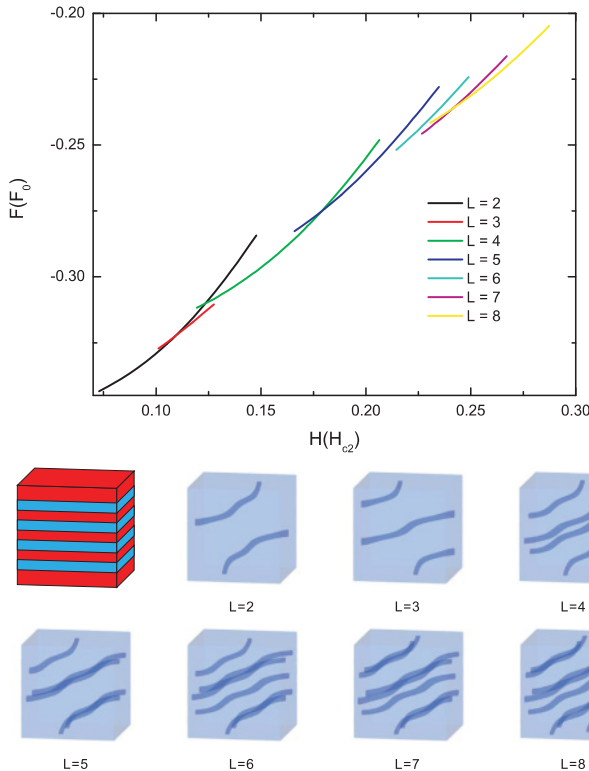 -0.20
-0.25
-0.30
F(F0)
L = 2
L = 3
L = 4
L = 5
L = 6
L = 7
L = 8
0.10 0.15 0.20 0.25 0.30
H(Hc2)
L=2 L=3 L=4
L=5 L=6 L=7 L=8